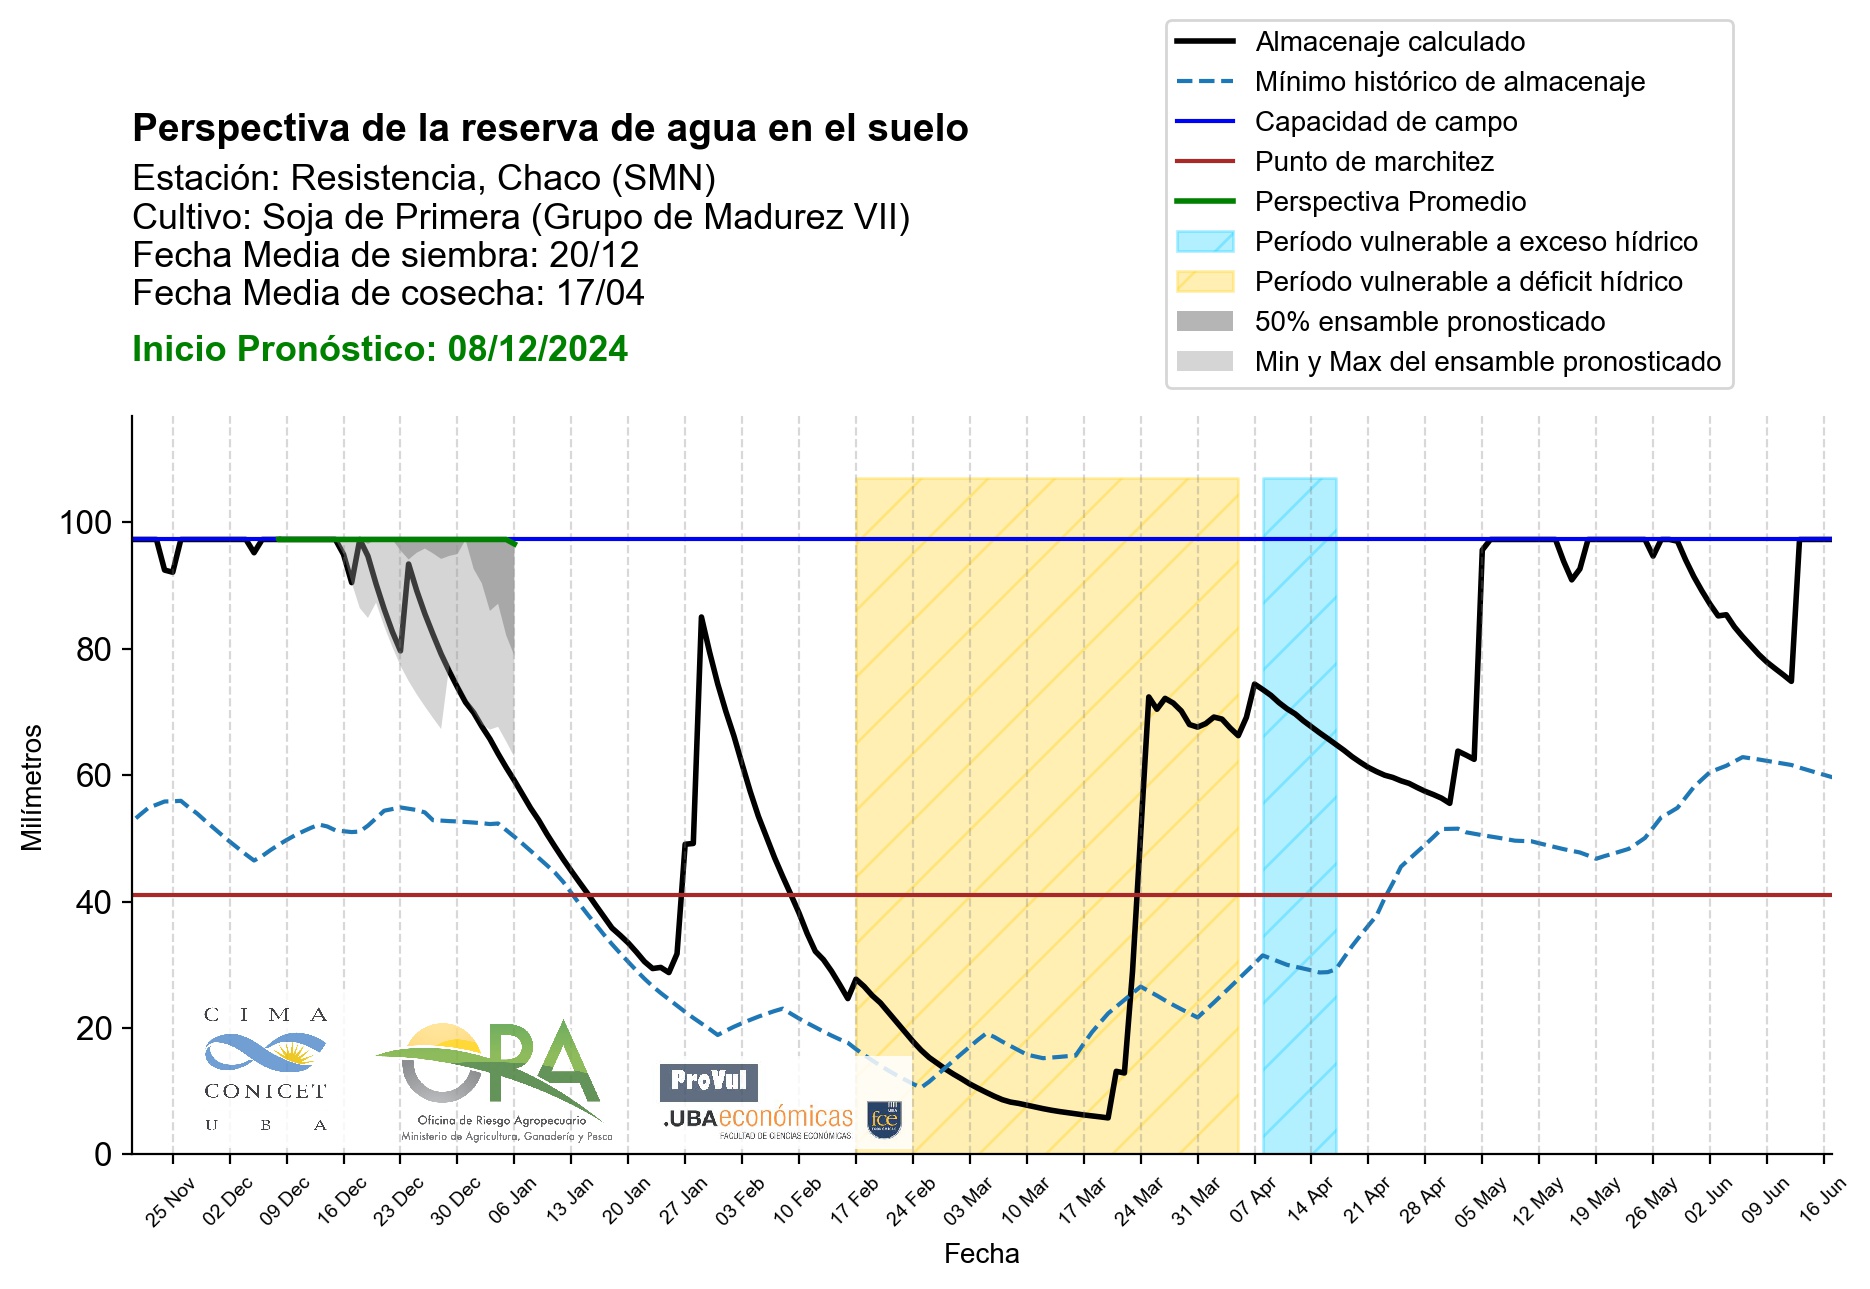 Almacenaje calculado
Mínimo histórico de almacenaje
Capacidad de campo
Punto de marchitez
Perspectiva Promedio
Período vulnerable a exceso hídrico
Período vulnerable a déficit hídrico
50% ensamble pronosticado
Min y Max del ensamble pronosticado
Perspectiva de la reserva de agua en el suelo
Estación: Resistencia, Chaco (SMN)
Cultivo: Soja de Primera (Grupo de Madurez VII)
Fecha Media de siembra: 20/12
Fecha Media de cosecha: 17/04
Inicio Pronóstico: 08/12/2024
100
80
60
40
20
0
Milímetros
CIMA
CONICET
UBA
ORA
Oficina de Riesgo Agropecuario
Ministerio de Agricultura, Ganadería y Pesca
ProVul
.UBAeconómicas
FACULTAD DE CIENCIAS ECONÓMICAS
UBA
fce
25 Nov
02 Dec
09 Dec
16 Dec
23 Dec
30 Dec
06 Jan
13 Jan
20 Jan
27 Jan
03 Feb
10 Feb
17 Feb
24 Feb
03 Mar
10 Mar
17 Mar
24 Mar
31 Mar
07 Apr
14 Apr
21 Apr
28 Apr
05 May
12 May
19 May
26 May
02 Jun
09 Jun
16 Jun
Fecha